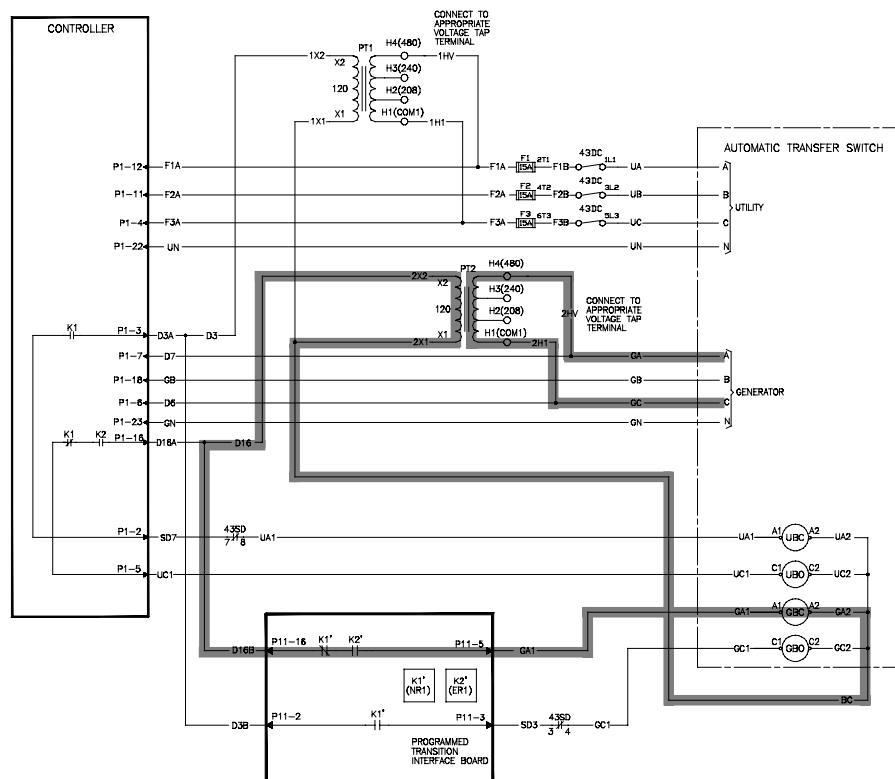 CONTROLLER
CONNECT TO
APPROPRIATE
VOLTAGE TAP
TERMINAL
PT1
H4(480)
1X2
X2
1HV
H3(240)
120
H2(208)
X1
H1(COM1)
1X1
1H1
AUTOMATIC TRANSFER SWITCH
P1-12
F1A
F1A
F1
15A
2T1
F1B
43DC
1L1
UA
A
P1-11
F2A
F2A
F2
15A
4T2
F2B
43DC
3L2
UB
B
UTILITY
P1-4
F3A
F3A
F3
15A
6T3
F3B
43DC
5L3
UC
C
P1-22
UN
UN
N
PT2
H4(480)
2X2
X2
H3(240)
120
H2(208)
2HV
CONNECT TO
APPROPRIATE
VOLTAGE TAP
TERMINAL
X1
H1(COM1)
2X1
2H1
K1
P1-3
D3A
D3
P1-7
D7
GA
A
P1-18
GB
GB
B
GENERATOR
P1-6
D6
GC
C
P1-23
GN
GN
N
K1
K2
P1-16
D16A
D16
P1-2
SD7
43SD
7
8
UA1
UA1
A1
UBC
A2
UA2
P1-5
UC1
UC1
C1
UBO
C2
UC2
GA1
A1
GBC
A2
GA2
D16B
P11-16
K1'
K2'
P11-5
GA1
GC1
C1
GBO
C2
GC2
K1'
(NR1)
K2'
(ER1)
BC
D3B
P11-2
K1'
P11-3
SD3
43SD
3
4
GC1
PROGRAMMED
TRANSITION
INTERFACE BOARD